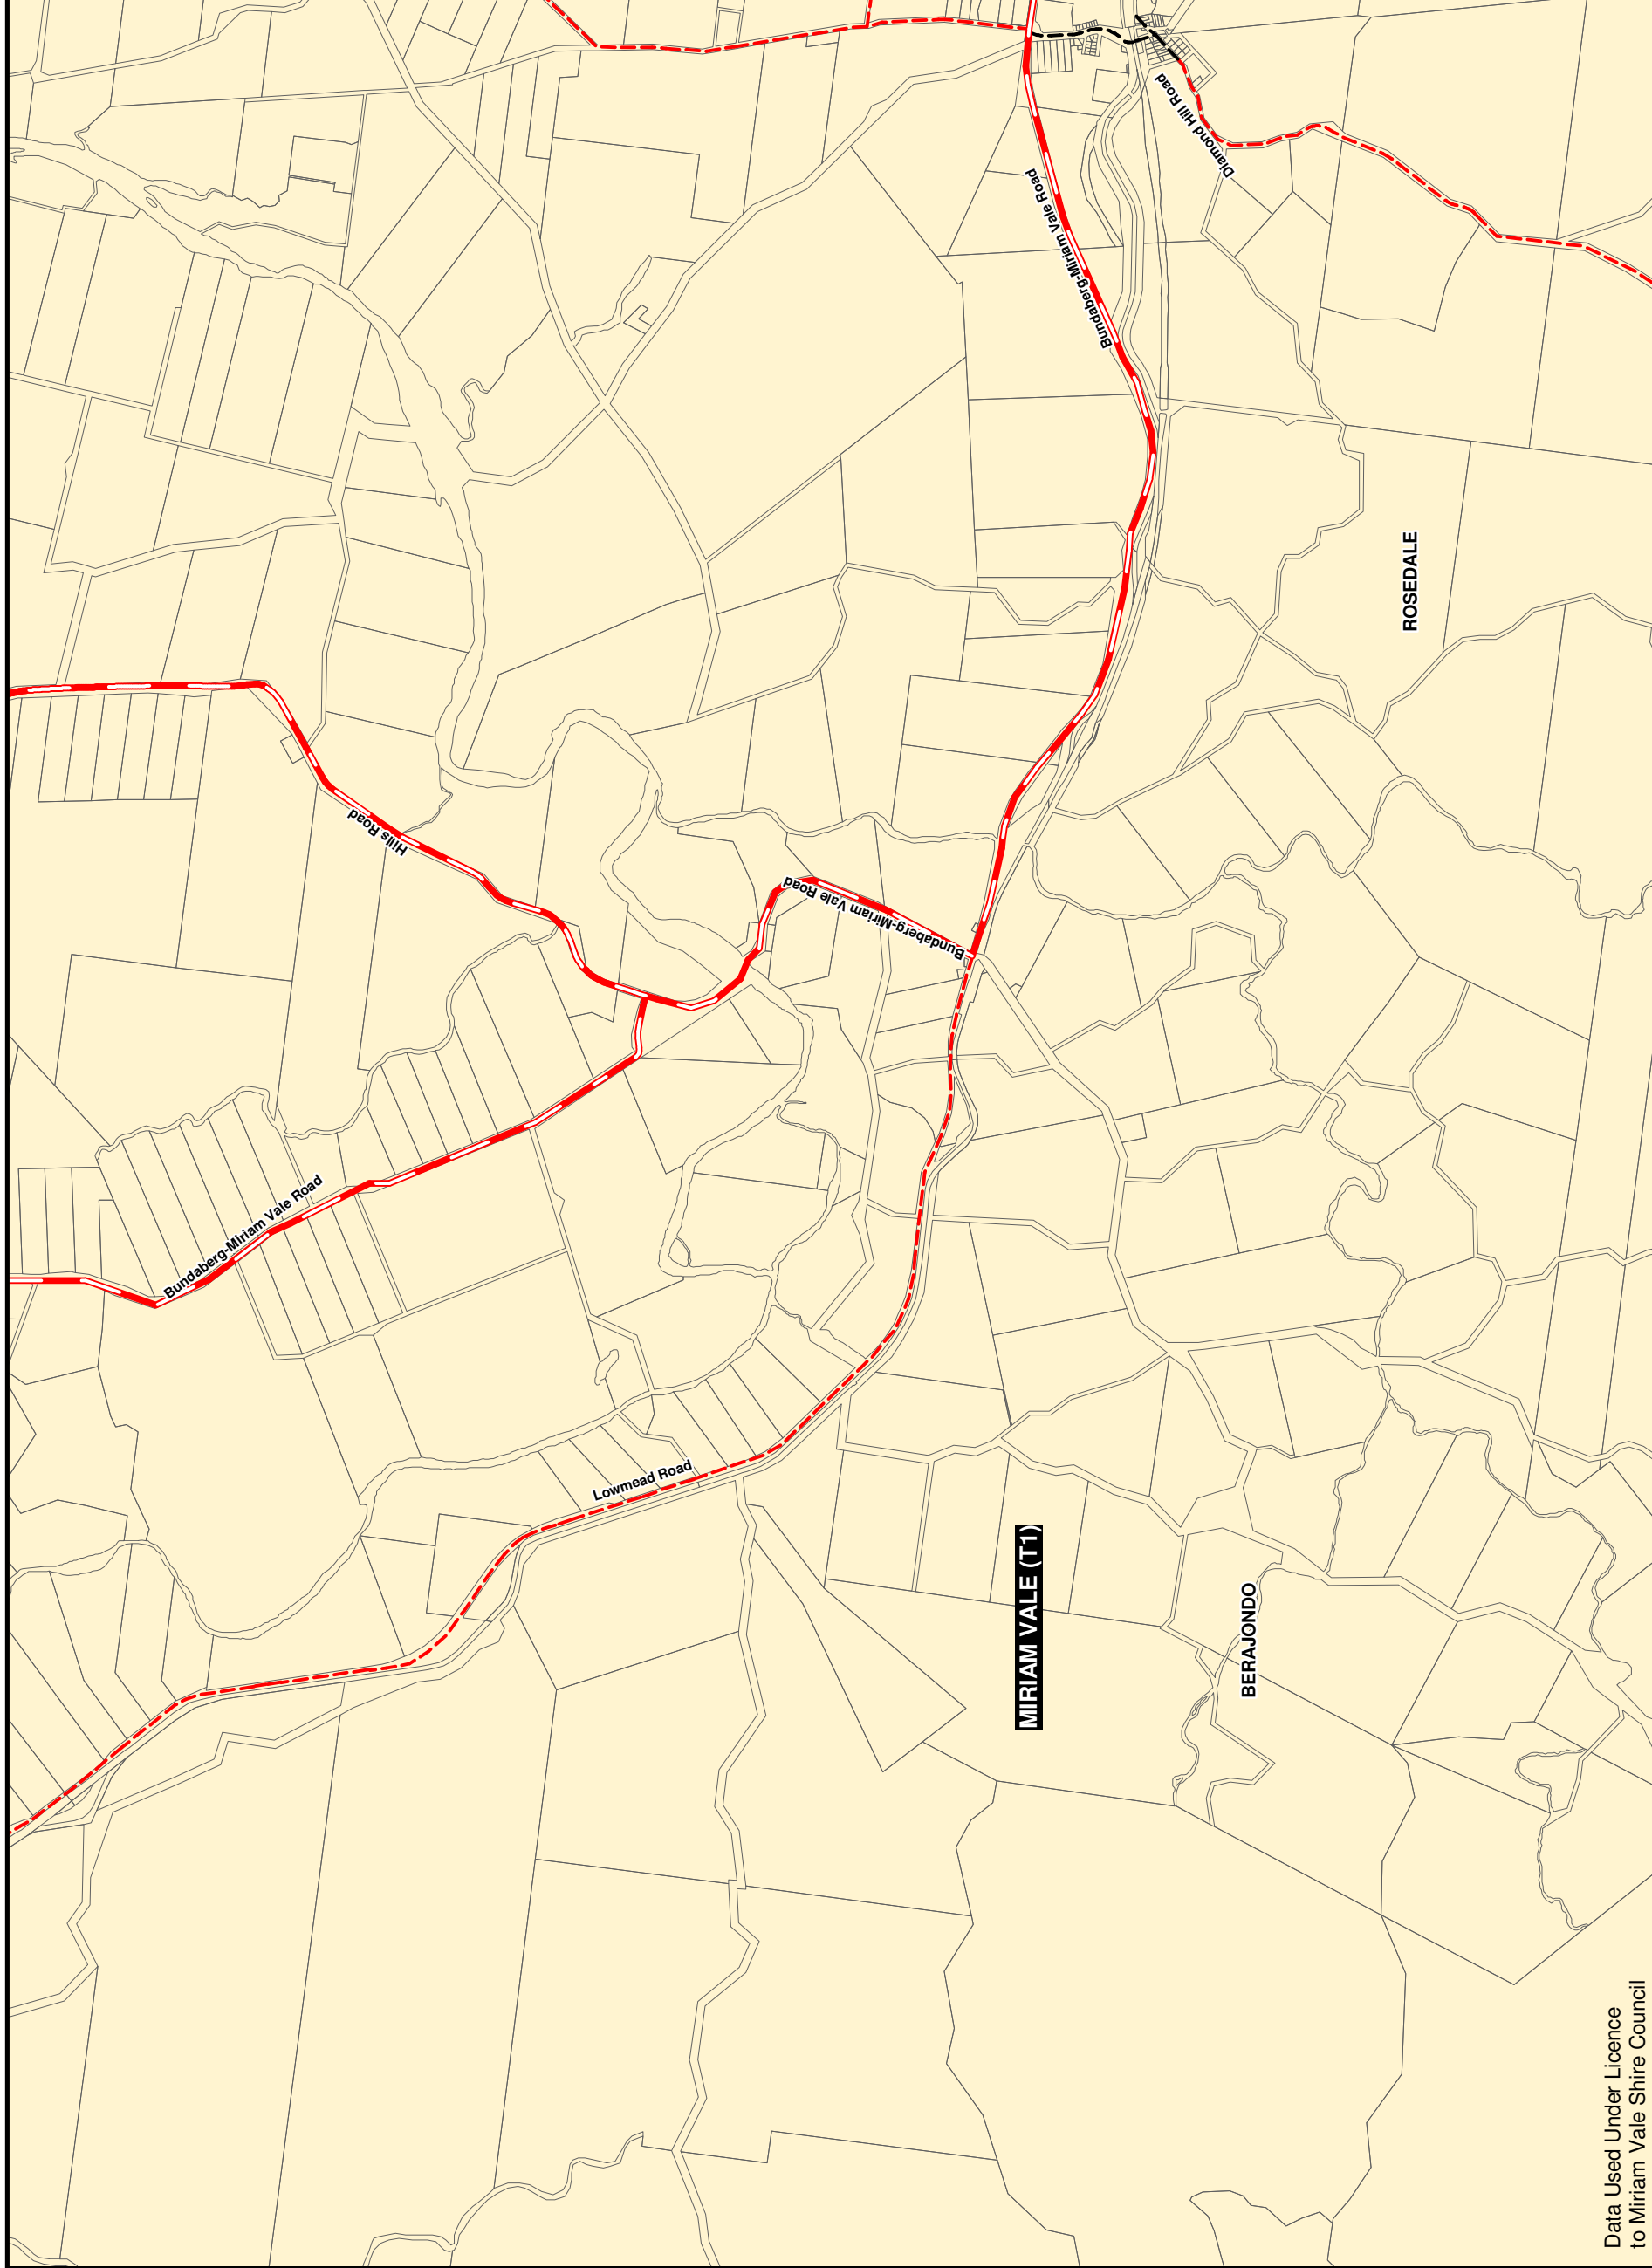 Bundaberg-Miriam Vale Road
Hills Road
Lowmead Road
Bundaberg-Miriam Vale Road
Bundaberg-Miriam Vale Road
Diamond Hill Road
ROSEDALE
MIRIAM VALE (T1)
BERAJONDO
Data Used Under Licence
to Miriam Vale Shire Council